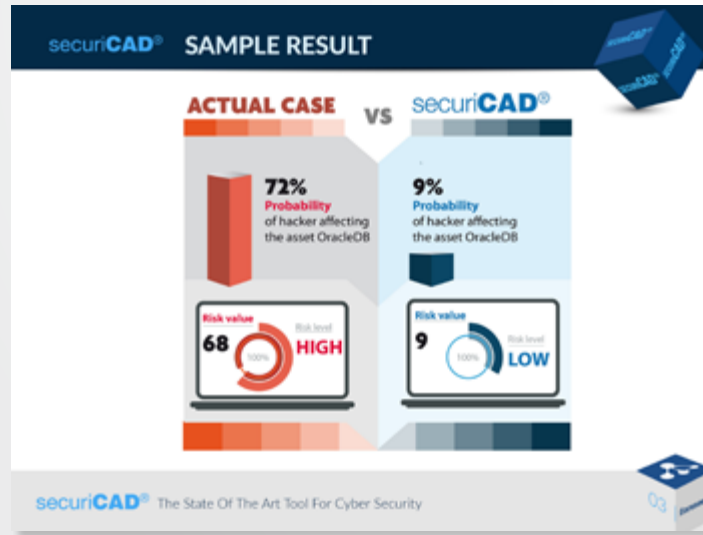 securiCAD® SAMPLE RESULT
ACTUAL CASE
VS
securiCAD®
72%
Probability
of hacker affecting
the asset OracleDB
9%
Probability
of hacker affecting
the asset OracleDB
Risk value
68
100%
Risk level
HIGH
Risk value
9
100%
Risk level
LOW
securiCAD® The State Of The Art Tool For Cyber Security
03